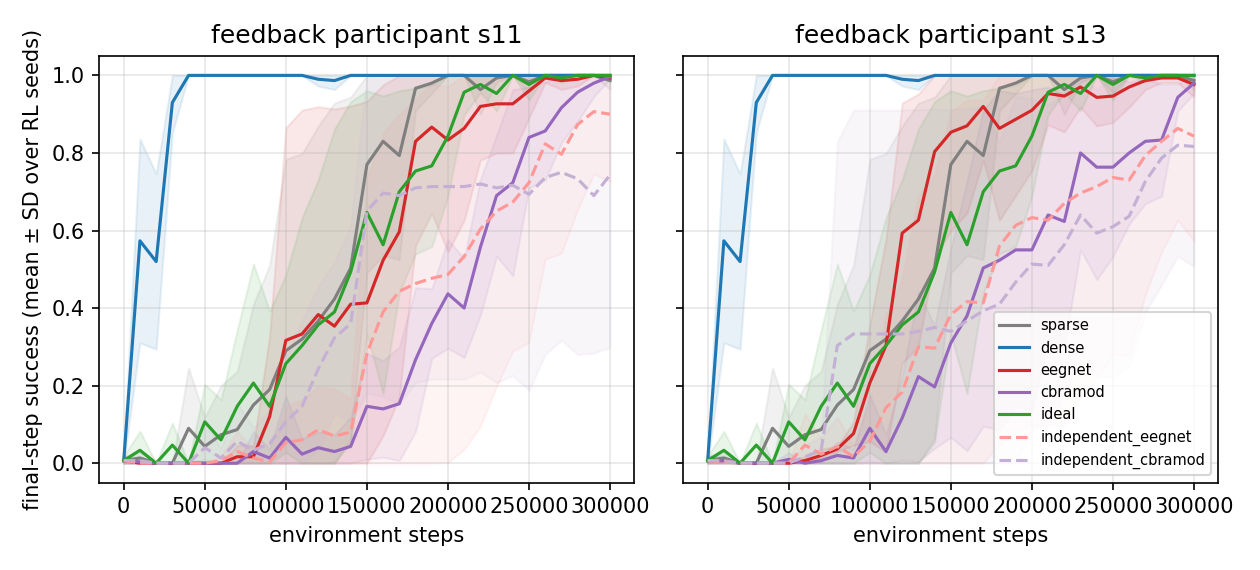 feedback participant s11
feedback participant s13
final-step success (mean ± SD over RL seeds)
1.0
0.8
0.6
0.4
0.2
0.0
0 50000 100000 150000 200000 250000 300000
0 50000 100000 150000 200000 250000 300000
environment steps
environment steps
sparse
dense
eegnet
cbramod
ideal
independent_eegnet
independent_cbramod